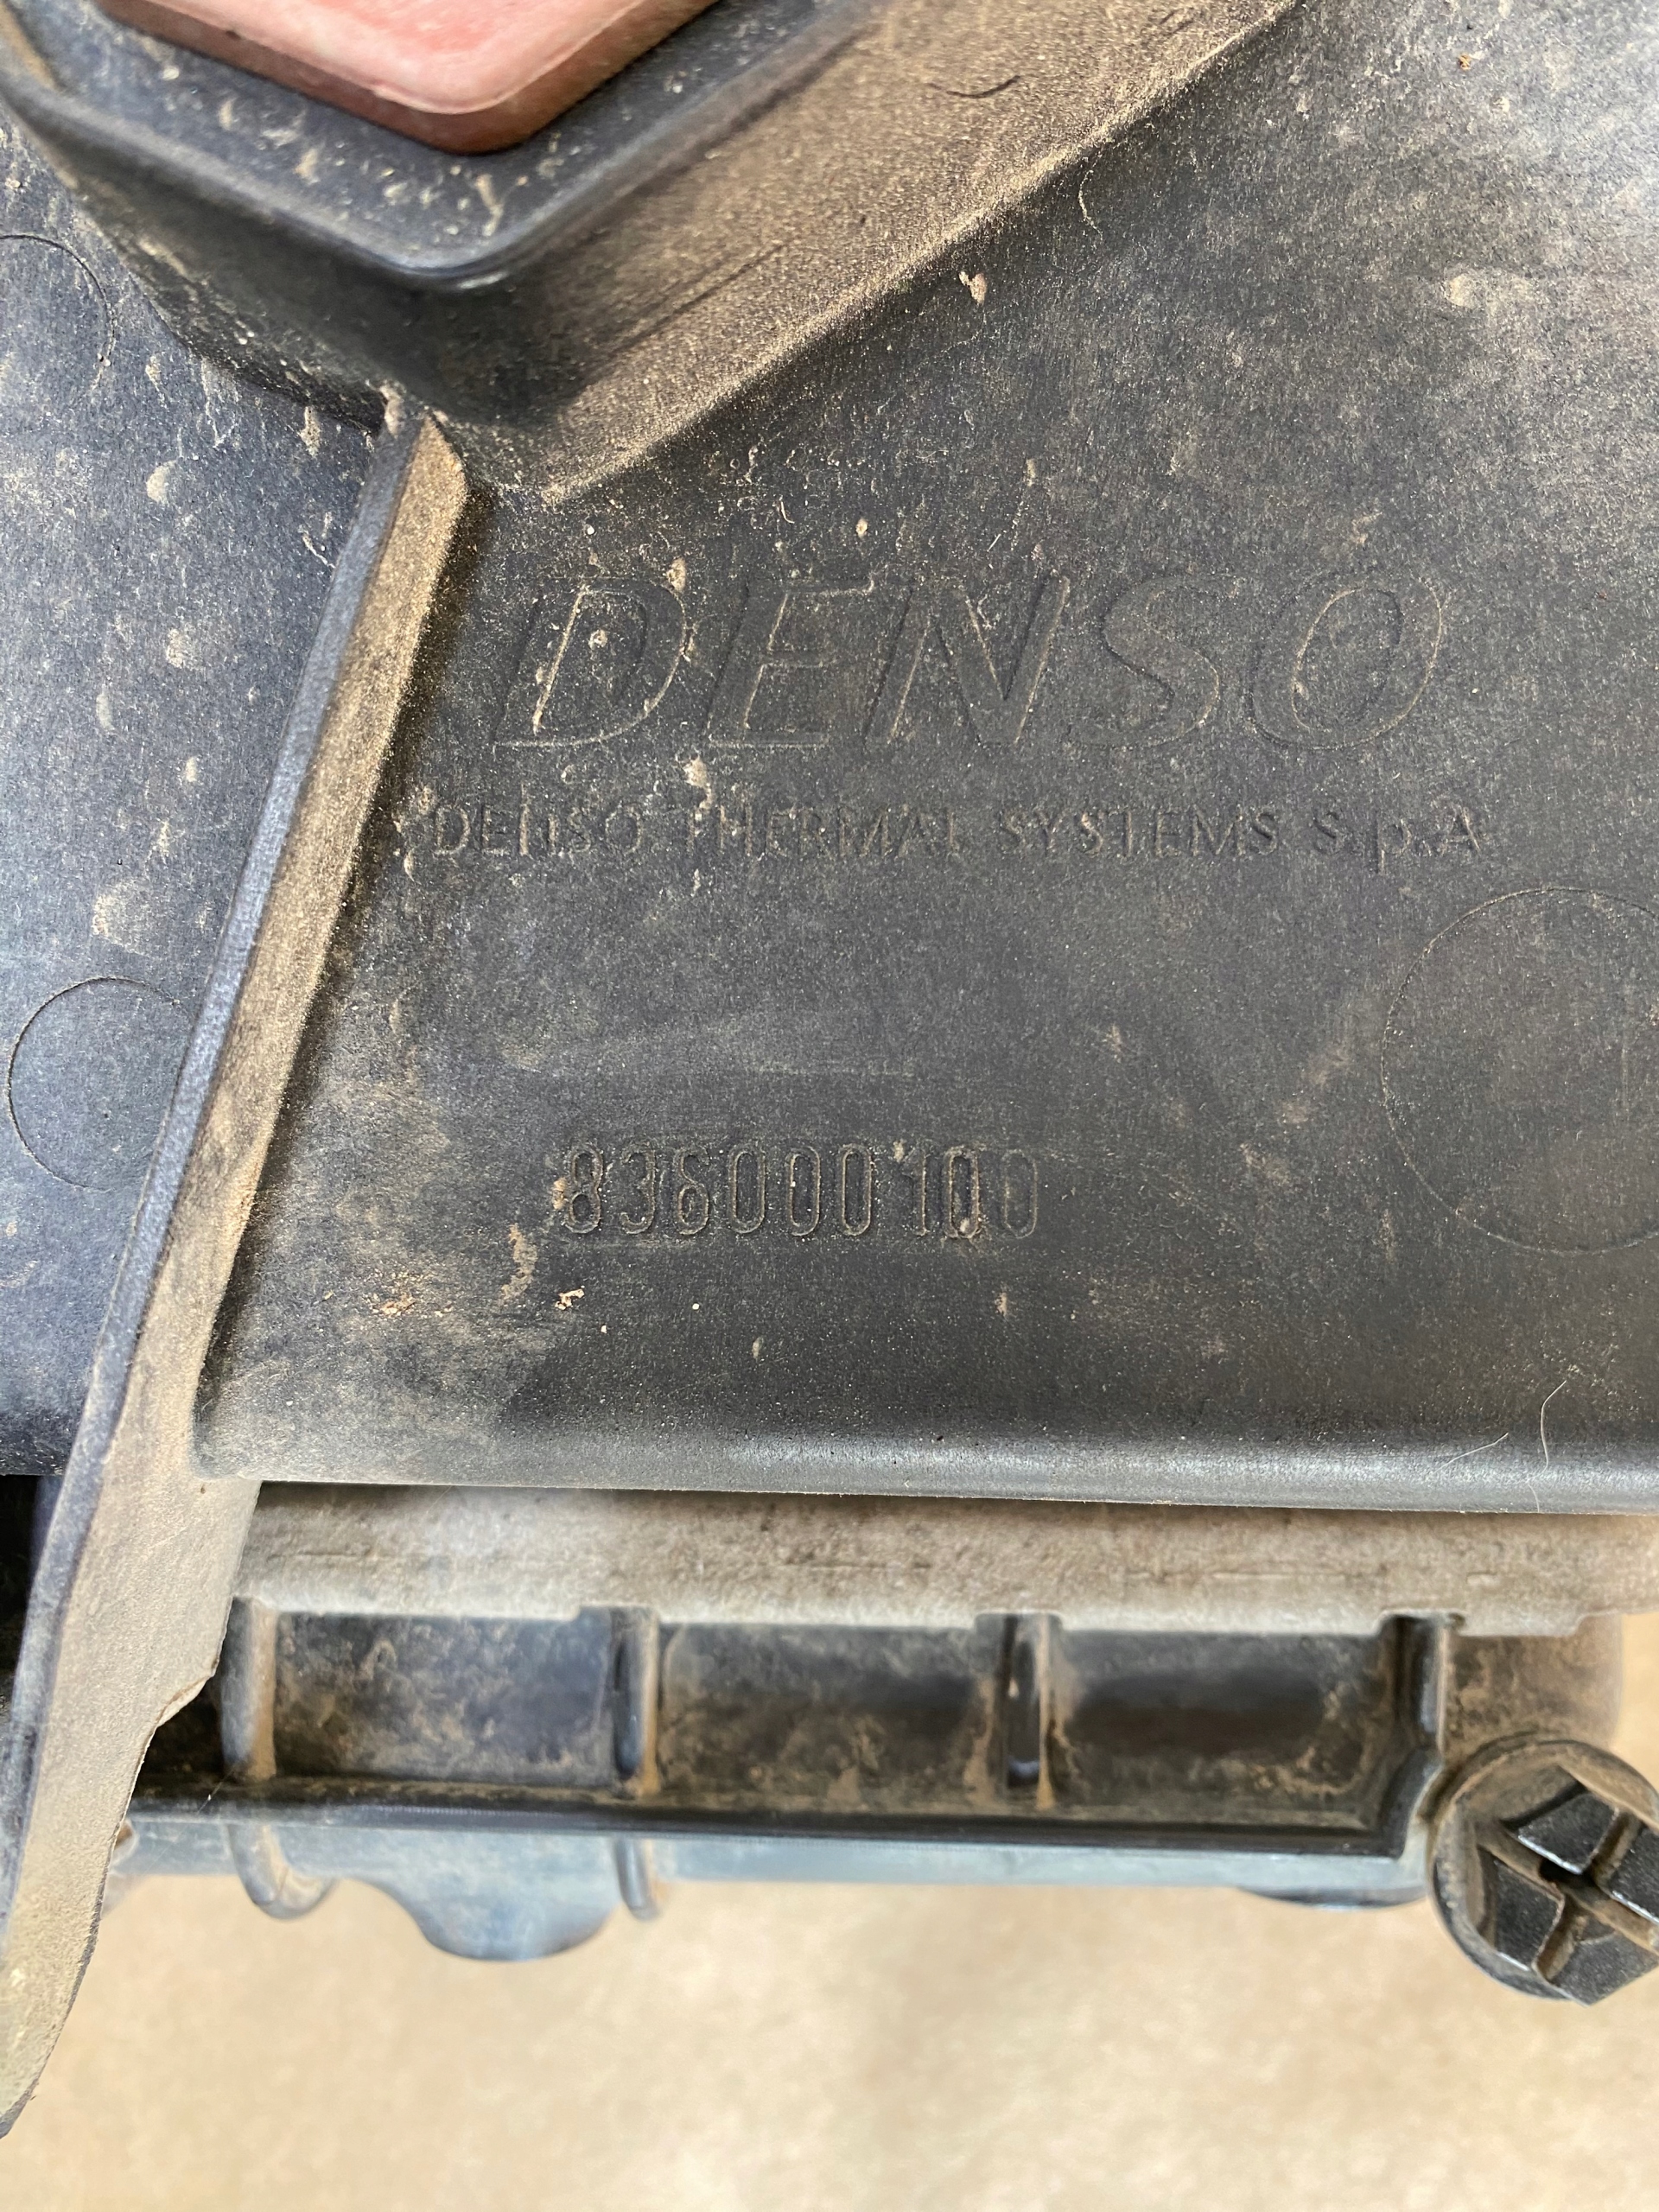 DENSO
DENSO THERMAL SYSTEMS S.p.A
836000100